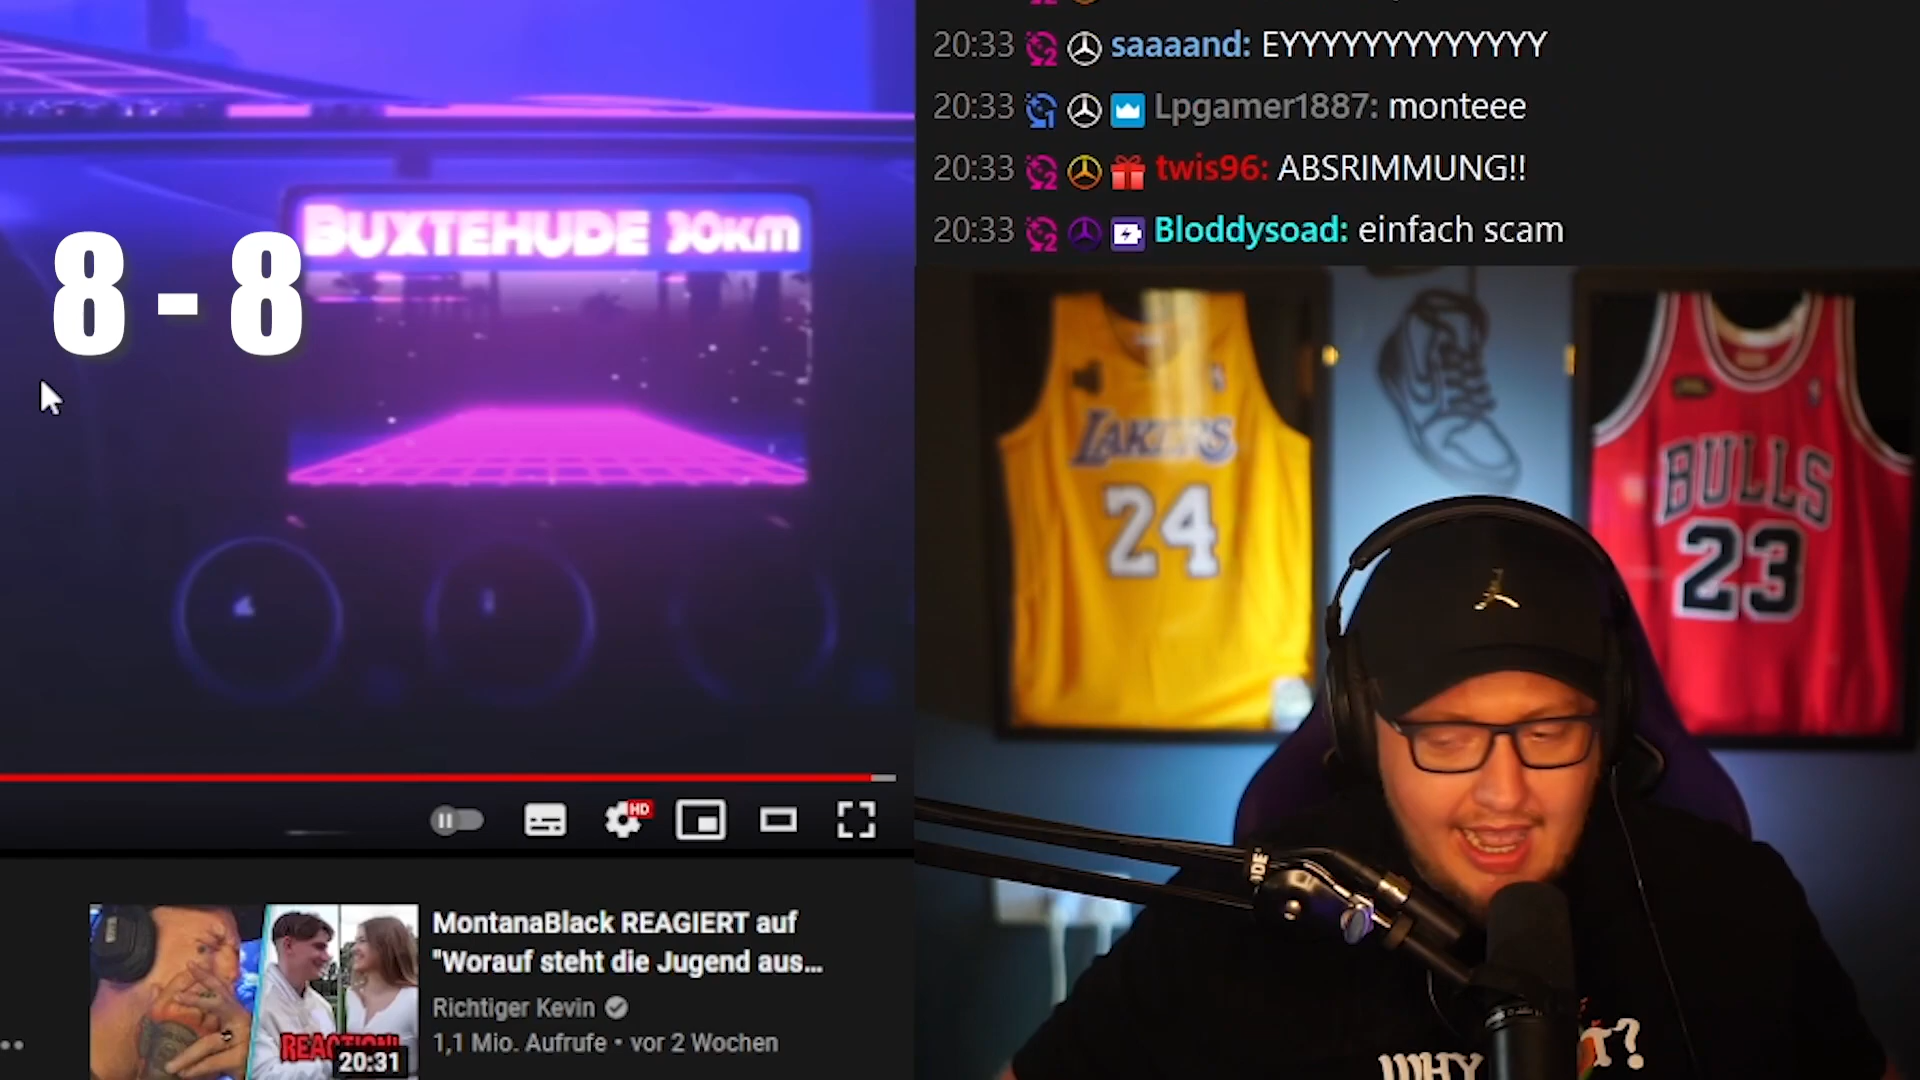 BUXTEHUDE 30KM
8 - 8
HD
MontanaBlack REAGIERT auf
"Worauf steht die Jugend aus...
Richtiger Kevin
1,1 Mio. Aufrufe • vor 2 Wochen
REACTION!
20:31
20:33 saaaand: EYYYYYYYYYYYYY
20:33 Lpgamer1887: monteee
20:33 twis96: ABSRIMMUNG!!
20:33 Bloddysoad: einfach scam
LAKERS
24
BULLS
23
WHY